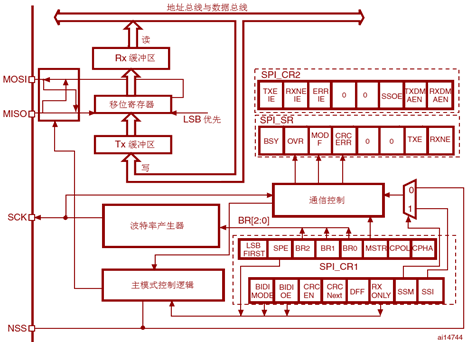 地址总线与数据总线
读
Rx 缓冲区
MOSI
MISO
移位寄存器
LSB 优先
Tx 缓冲区
写
SPI_CR2
TXE IE
RXNE IE
ERR IE
0
0
SSOE
TXDM AEN
RXDM AEN
SPI_SR
BSY
OVR
MOD F
CRC ERR
0
0
TXE
RXNE
通信控制
0
1
SCK
波特率产生器
BR[2:0]
LSB FIRST
SPE
BR2
BR1
BR0
MSTR
CPOL
CPHA
SPI_CR1
主模式控制逻辑
BIDI MODE
BIDI OE
CRC EN
CRC Next
DFF
RX ONLY
SSM
SSI
NSS
ai14744